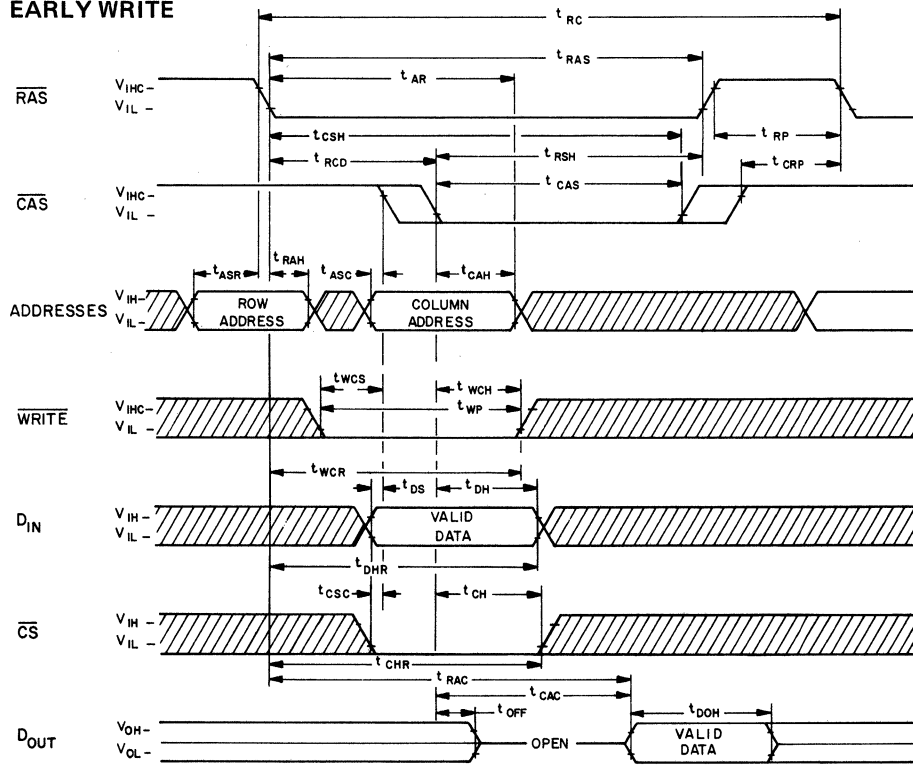 EARLY WRITE
t RC
t RAS
t AR
RAS
V IHC-
V IL -
t CSH
t RP
t RCD
t RSH
t CRP
t CAS
CAS
V IHC-
V IL -
t RAH
t ASR
t ASC
t CAH
ADDRESSES
V IH-
V IL-
ROW ADDRESS
COLUMN ADDRESS
t WCS
t WCH
t WP
WRITE
V IHC-
V IL -
t WCR
t DS
t DH
D IN
V IH -
V IL -
VALID DATA
t DHR
t CSC
t CH
CS
V IH -
V IL -
t CHR
t RAC
t CAC
t OFF
t DOH
D OUT
V OH -
V OL -
OPEN
VALID DATA